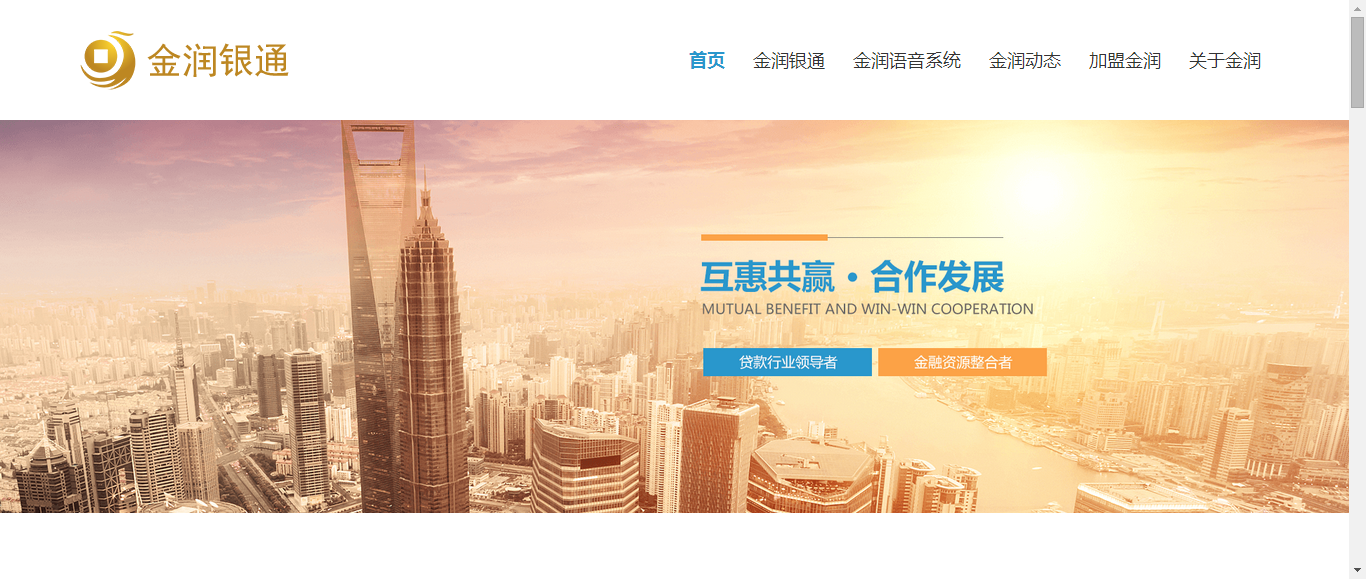 金润银通
首页 金润银通 金润语音系统 金润动态 加盟金润 关于金润
互惠共赢·合作发展
MUTUAL BENEFIT AND WIN-WIN COOPERATION
贷款行业领导者 金融资源整合者